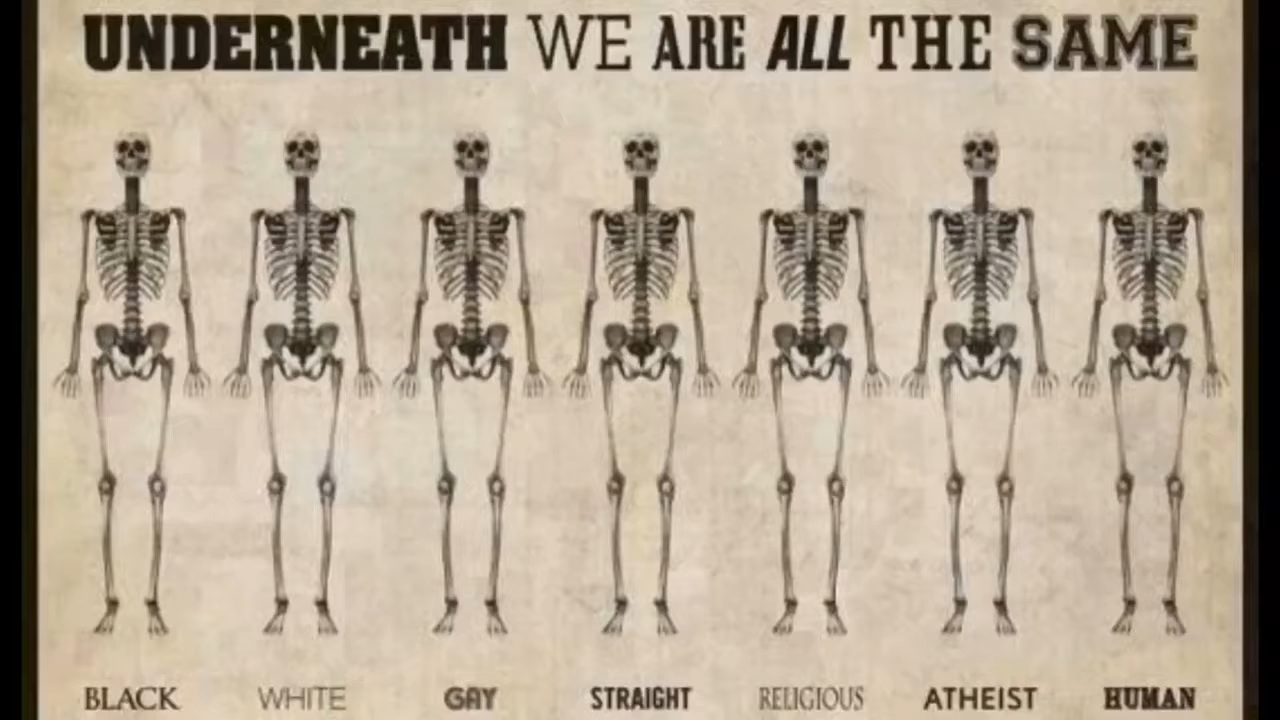 UNDERNEATH WE ARE ALL THE SAME
BLACK WHITE GAY STRAIGHT RELIGIOUS ATHEIST HUMAN